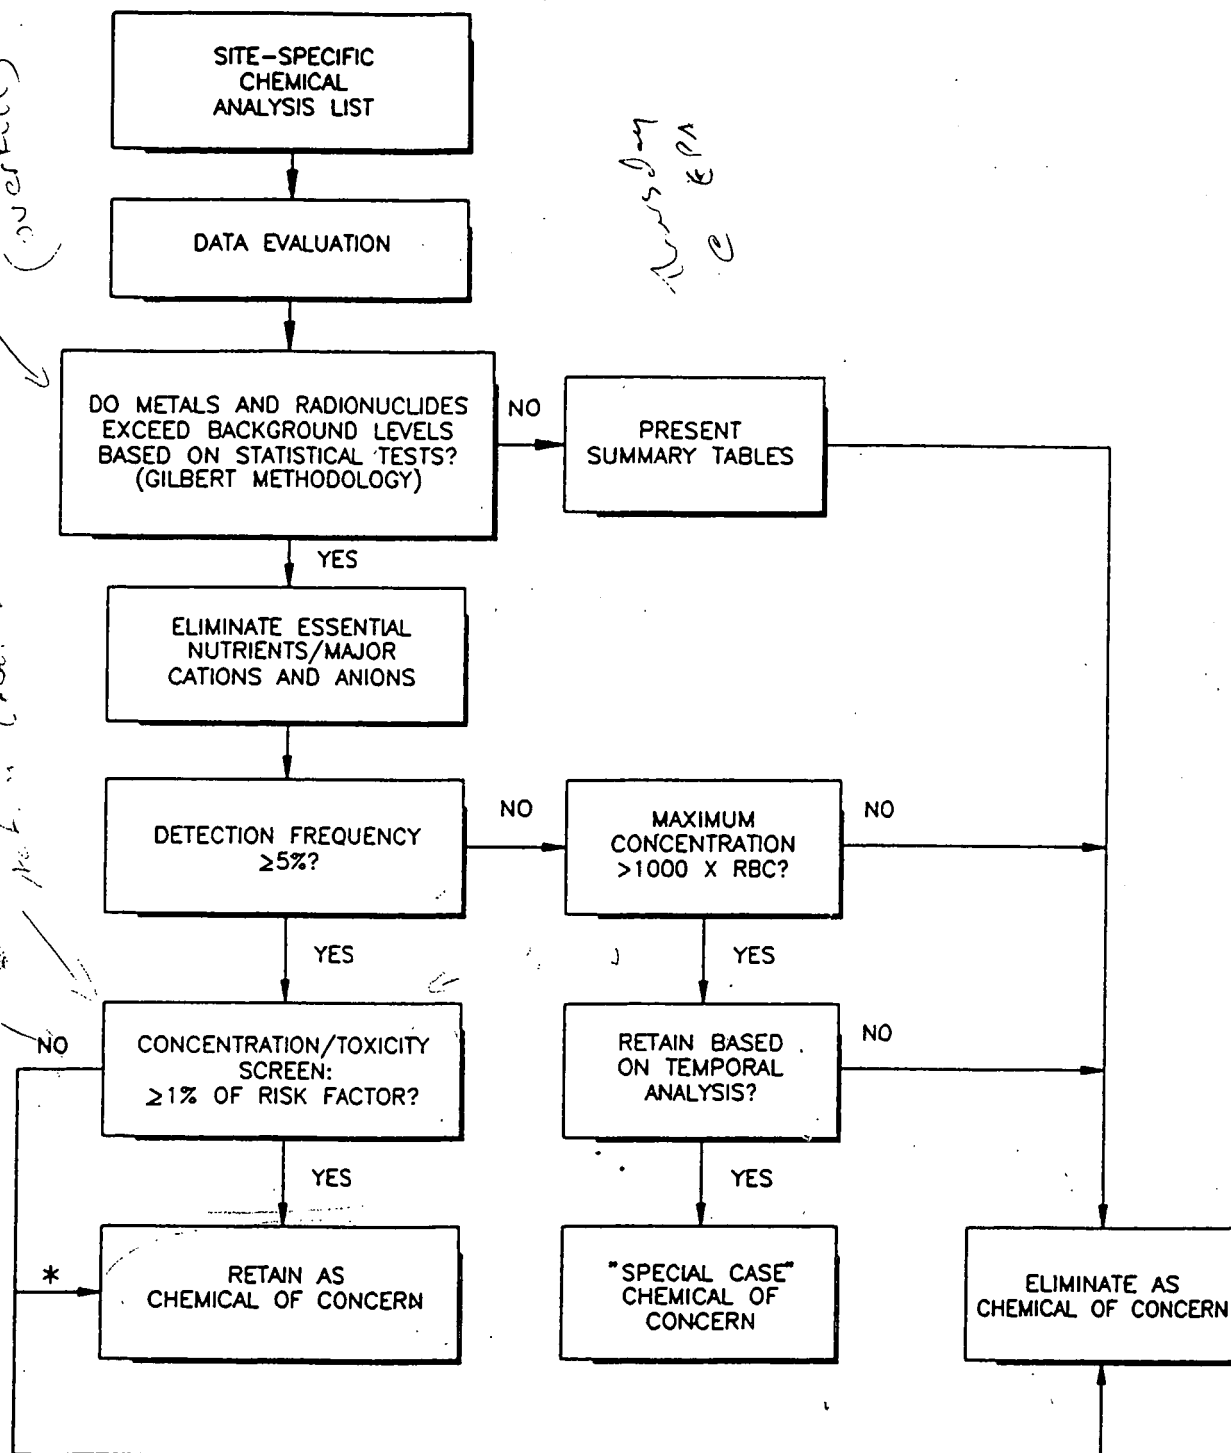 SITE-SPECIFIC
CHEMICAL
ANALYSIS LIST
DATA EVALUATION
DO METALS AND RADIONUCLIDES
EXCEED BACKGROUND LEVELS
BASED ON STATISTICAL TESTS?
(GILBERT METHODOLOGY)
NO
PRESENT
SUMMARY TABLES
YES
ELIMINATE ESSENTIAL
NUTRIENTS/MAJOR
CATIONS AND ANIONS
DETECTION FREQUENCY
≥5%?
NO
MAXIMUM
CONCENTRATION
>1000 X RBC?
NO
YES
YES
NO
CONCENTRATION/TOXICITY
SCREEN:
≥1% OF RISK FACTOR?
RETAIN BASED
ON TEMPORAL
ANALYSIS?
NO
YES
YES
*
RETAIN AS
CHEMICAL OF CONCERN
"SPECIAL CASE"
CHEMICAL OF
CONCERN
ELIMINATE AS
CHEMICAL OF CONCERN
EPA